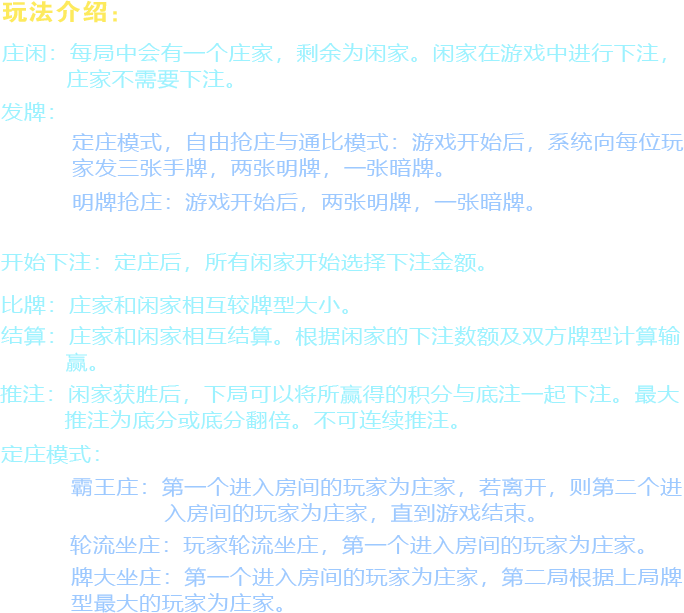 玩法介绍：
庄闲：每局中会有一个庄家，剩余为闲家。闲家在游戏中进行下注，
庄家不需要下注。
发牌：
定庄模式，自由抢庄与通比模式：游戏开始后，系统向每位玩
家发三张手牌，两张明牌，一张暗牌。
明牌抢庄：游戏开始后，两张明牌，一张暗牌。
开始下注：定庄后，所有闲家开始选择下注金额。
比牌：庄家和闲家相互较牌型大小。
结算：庄家和闲家相互结算。根据闲家的下注数额及双方牌型计算输
赢。
推注：闲家获胜后，下局可以将所赢得的积分与底注一起下注。最大
推注为底分或底分翻倍。不可连续推注。
定庄模式：
霸王庄：第一个进入房间的玩家为庄家，若离开，则第二个进
入房间的玩家为庄家，直到游戏结束。
轮流坐庄：玩家轮流坐庄，第一个进入房间的玩家为庄家。
牌大坐庄：第一个进入房间的玩家为庄家，第二局根据上局牌
型最大的玩家为庄家。